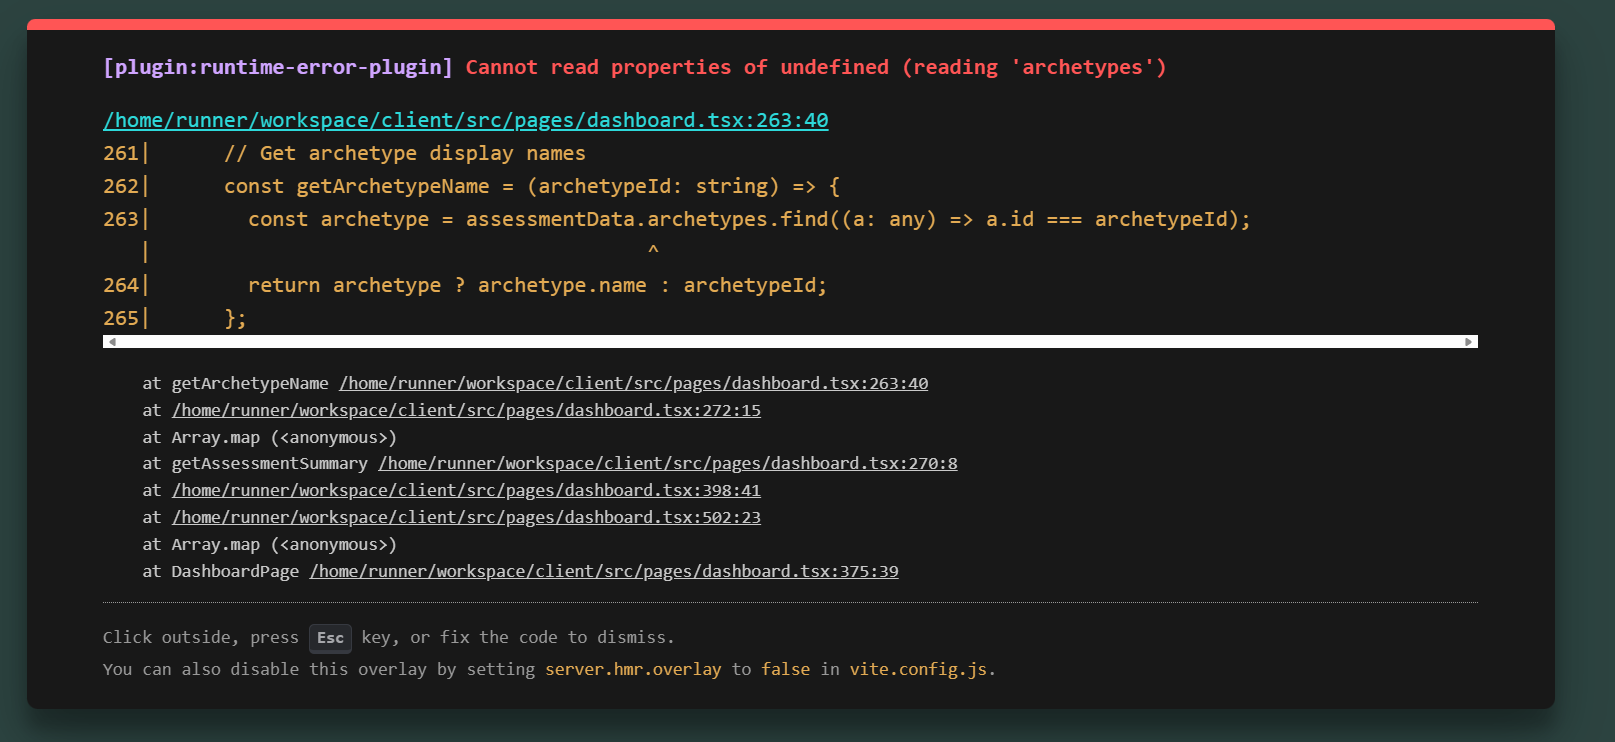 [plugin:runtime-error-plugin] Cannot read properties of undefined (reading 'archetypes')
/home/runner/workspace/client/src/pages/dashboard.tsx:263:40
261|      // Get archetype display names
262|      const getArchetypeName = (archetypeId: string) => {
263|        const archetype = assessmentData.archetypes.find((a: any) => a.id === archetypeId);
   |                                         ^
264|        return archetype ? archetype.name : archetypeId;
265|      };
at getArchetypeName /home/runner/workspace/client/src/pages/dashboard.tsx:263:40
at /home/runner/workspace/client/src/pages/dashboard.tsx:272:15
at Array.map (<anonymous>)
at getAssessmentSummary /home/runner/workspace/client/src/pages/dashboard.tsx:270:8
at /home/runner/workspace/client/src/pages/dashboard.tsx:398:41
at /home/runner/workspace/client/src/pages/dashboard.tsx:502:23
at Array.map (<anonymous>)
at DashboardPage /home/runner/workspace/client/src/pages/dashboard.tsx:375:39
Click outside, press Esc key, or fix the code to dismiss.
You can also disable this overlay by setting server.hmr.overlay to false in vite.config.js.